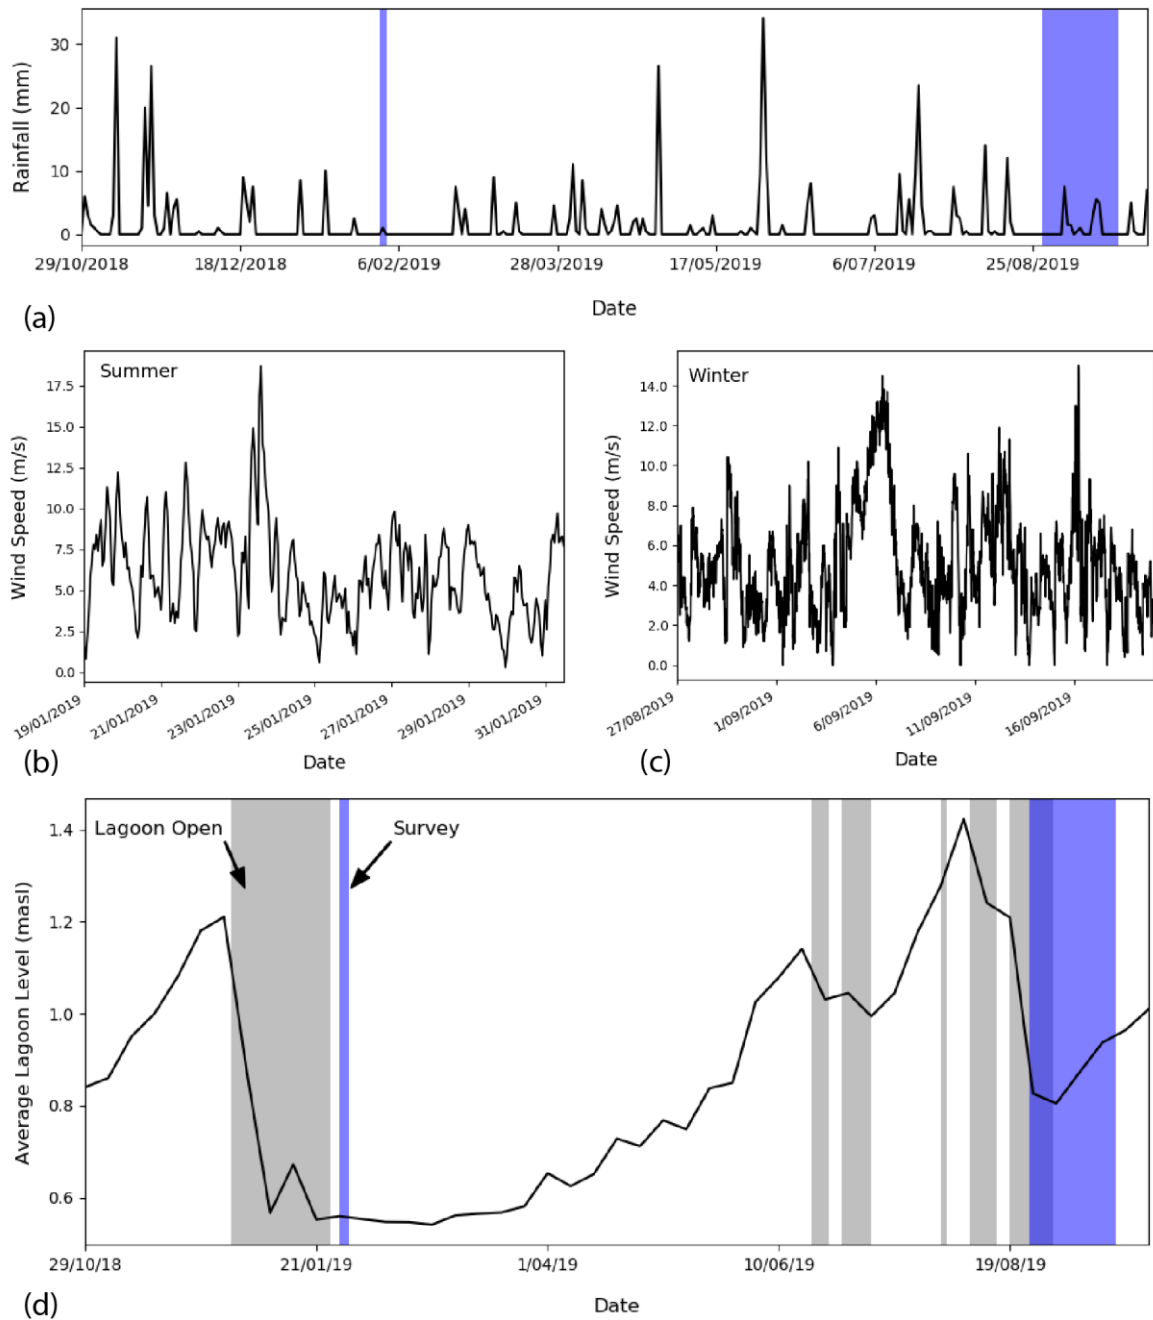 Rainfall (mm)
30
20
10
0
29/10/2018 18/12/2018 6/02/2019 28/03/2019 17/05/2019 6/07/2019 25/08/2019
Date
(a)
Summer
Wind Speed (m/s)
17.5
15.0
12.5
10.0
7.5
5.0
2.5
0.0
19/01/2019 21/01/2019 23/01/2019 25/01/2019 27/01/2019 29/01/2019 31/01/2019
Date
(b)
Winter
Wind Speed (m/s)
14.0
12.0
10.0
8.0
6.0
4.0
2.0
0.0
27/08/2019 1/09/2019 6/09/2019 11/09/2019 16/09/2019
Date
(c)
Lagoon Open
Survey
Average Lagoon Level (masl)
1.4
1.2
1.0
0.8
0.6
29/10/18 21/01/19 1/04/19 10/06/19 19/08/19
Date
(d)